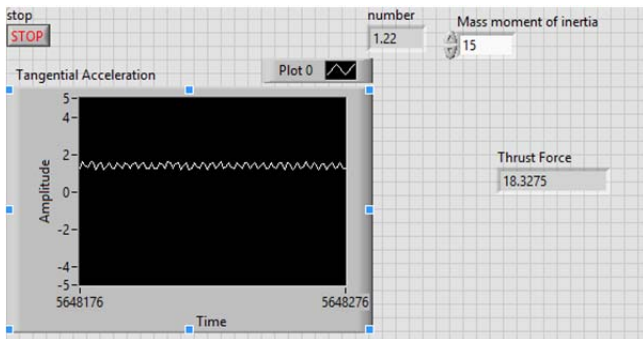 stop
STOP
number
1.22
Mass moment of inertia
15
Tangential Acceleration
Plot 0
5
4
2
0
-2
-4
-5
Amplitude
5648176
5648276
Time
Thrust Force
18.3275